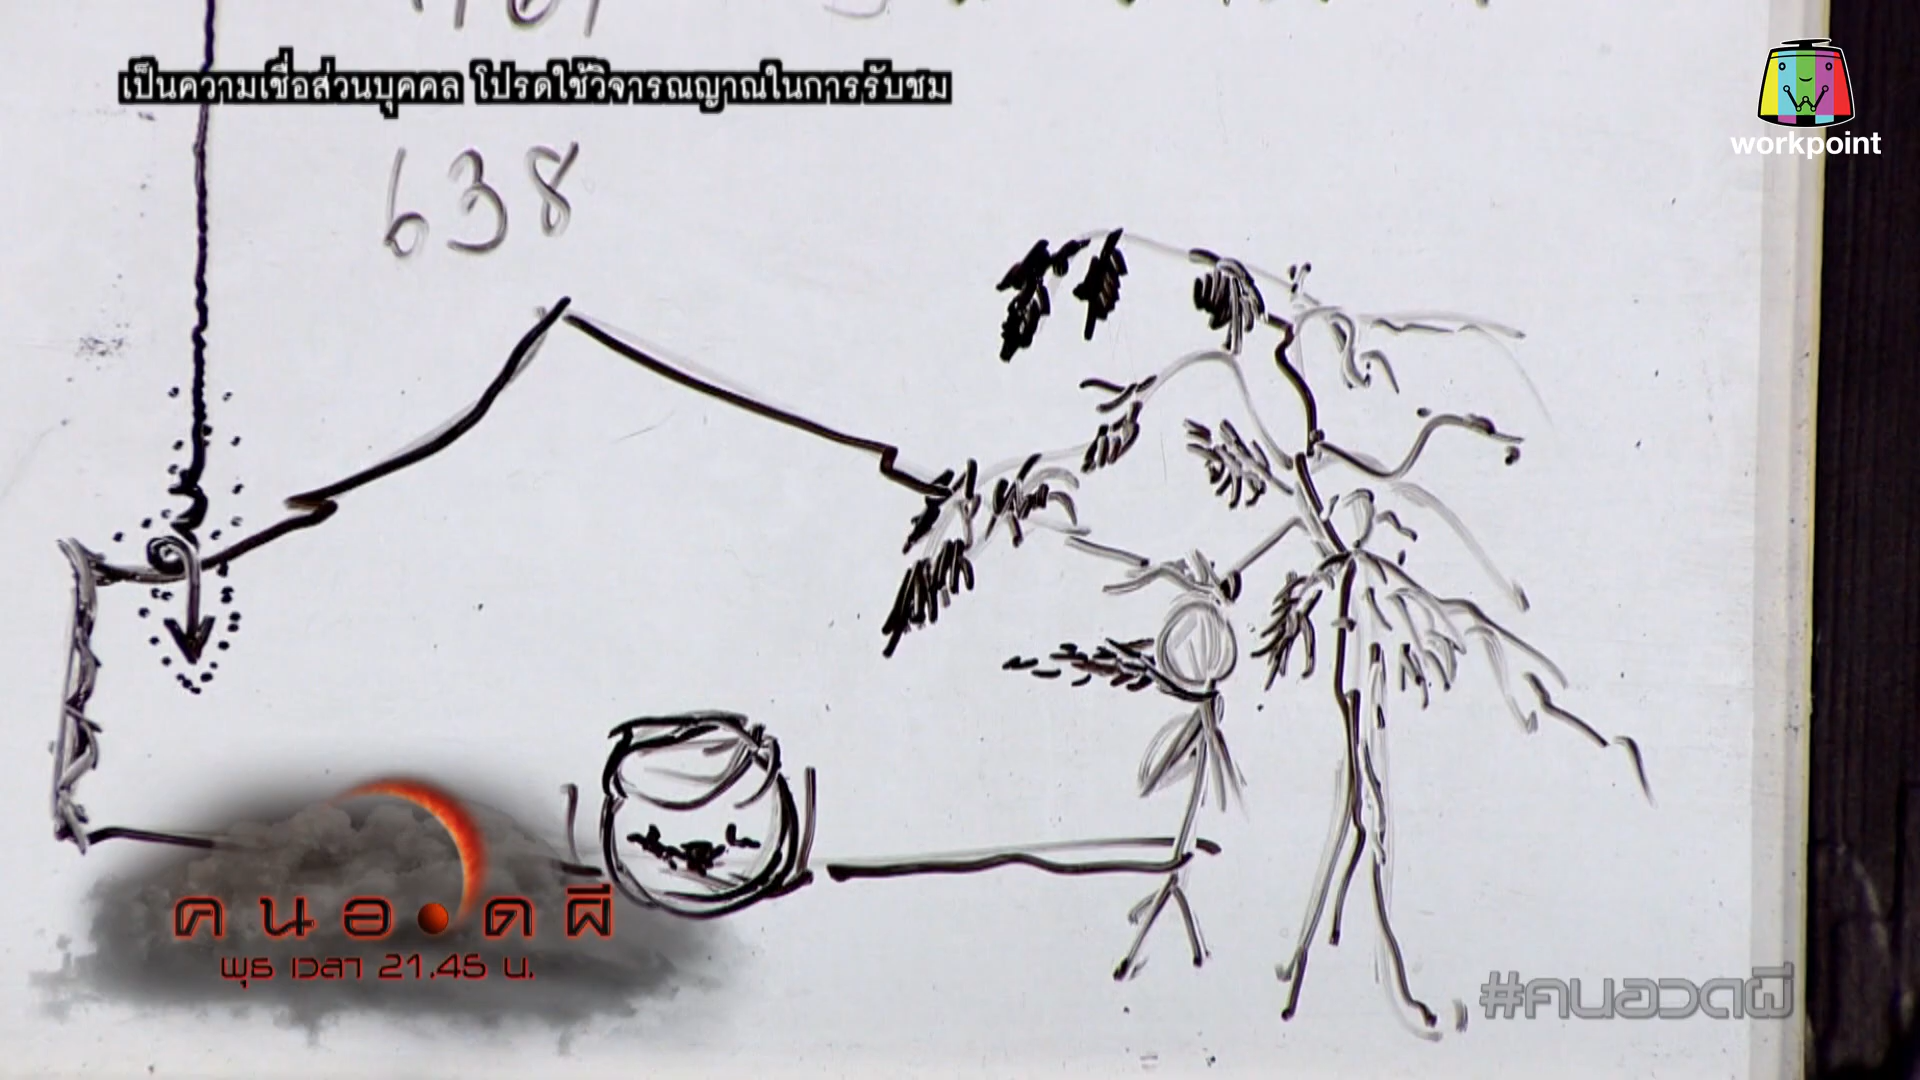 เป็นความเชื่อส่วนบุคคล โปรดใช้วิจารณญาณในการรับชม
workpoint
638
คนอวดผี
พุธ เวลา 21.45 น.
#คนอวดผี